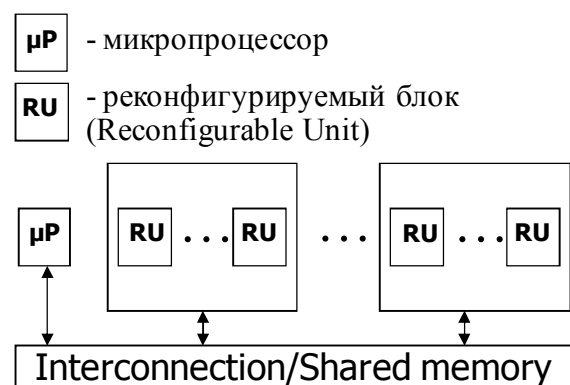 µP - микропроцессор
RU - реконфигурируемый блок
(Reconfigurable Unit)
µP RU ... RU ... RU ... RU
Interconnection/Shared memory